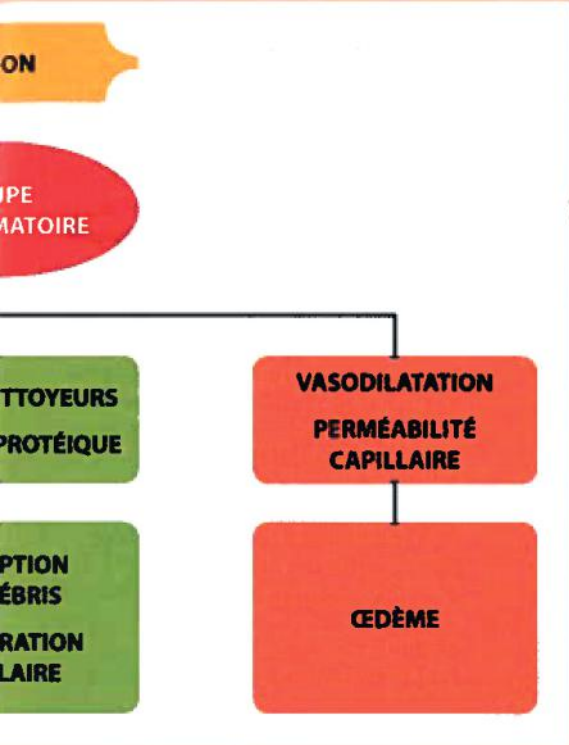 ON
UPE
MATOIRE
TTOYEURS
PROTÉIQUE
VASODILATATION
PERMÉABILITÉ
CAPILLAIRE
PTION
ÉBRIS
RATION
LAIRE
ŒDÈME